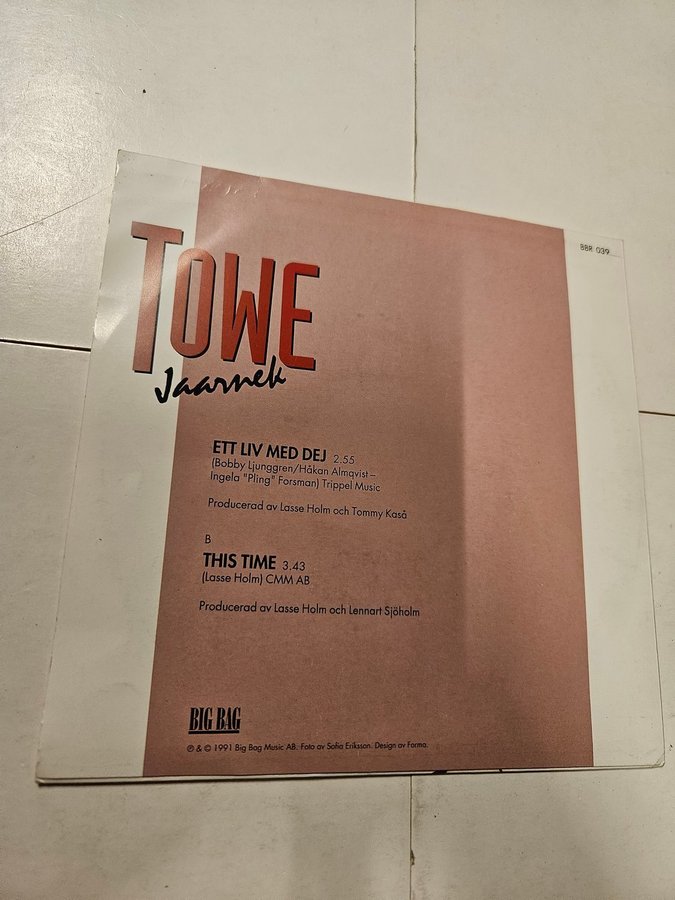 BBR 039
TOWE
Jaarnek
ETT LIV MED DEJ 2.55
(Bobby Ljunggren/Håkan Almqvist–
Ingela "Pling" Forsman) Trippel Music
Producerad av Lasse Holm och Tommy Kaså
B
THIS TIME 3.43
(Lasse Holm) CMM AB
Producerad av Lasse Holm och Lennart Sjöholm
BIG BAG
℗ & © 1991 Big Bag Music AB. Foto av Sofia Eriksson. Design av Forma.